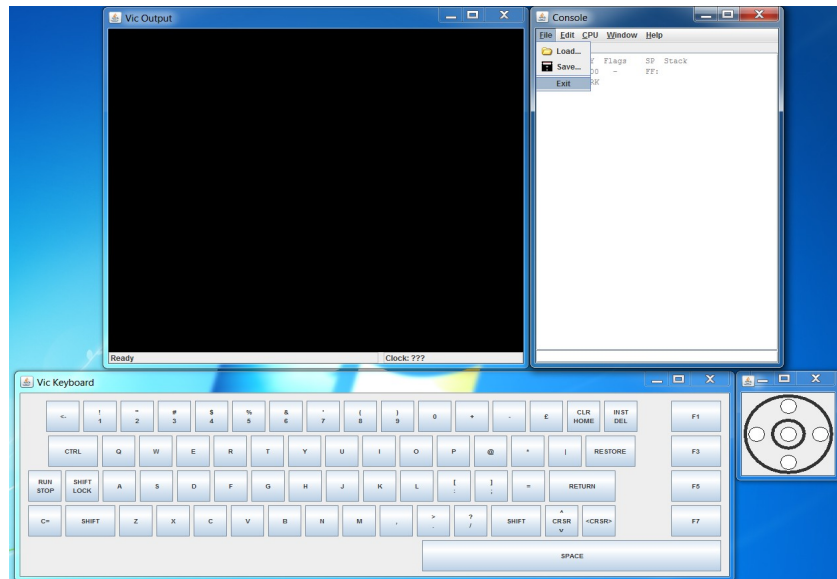 Vic Output
Ready
Clock: ???
Console
File Edit CPU Window Help
Load...
Save...
Exit
Flags SP Stack
- FF:
Vic Keyboard
<- ! 1 " 2 # 3 $ 4 % 5 & 6 ' 7 ( 8 ) 9 0 + - £ CLR HOME INST DEL F1
CTRL Q W E R T Y U I O P @ * | RESTORE F3
RUN STOP SHIFT LOCK A S D F G H J K L [ : ] ; = RETURN F5
C= SHIFT Z X C V B N M , > . ? / SHIFT ^ CRSR v <CRSR> F7
SPACE